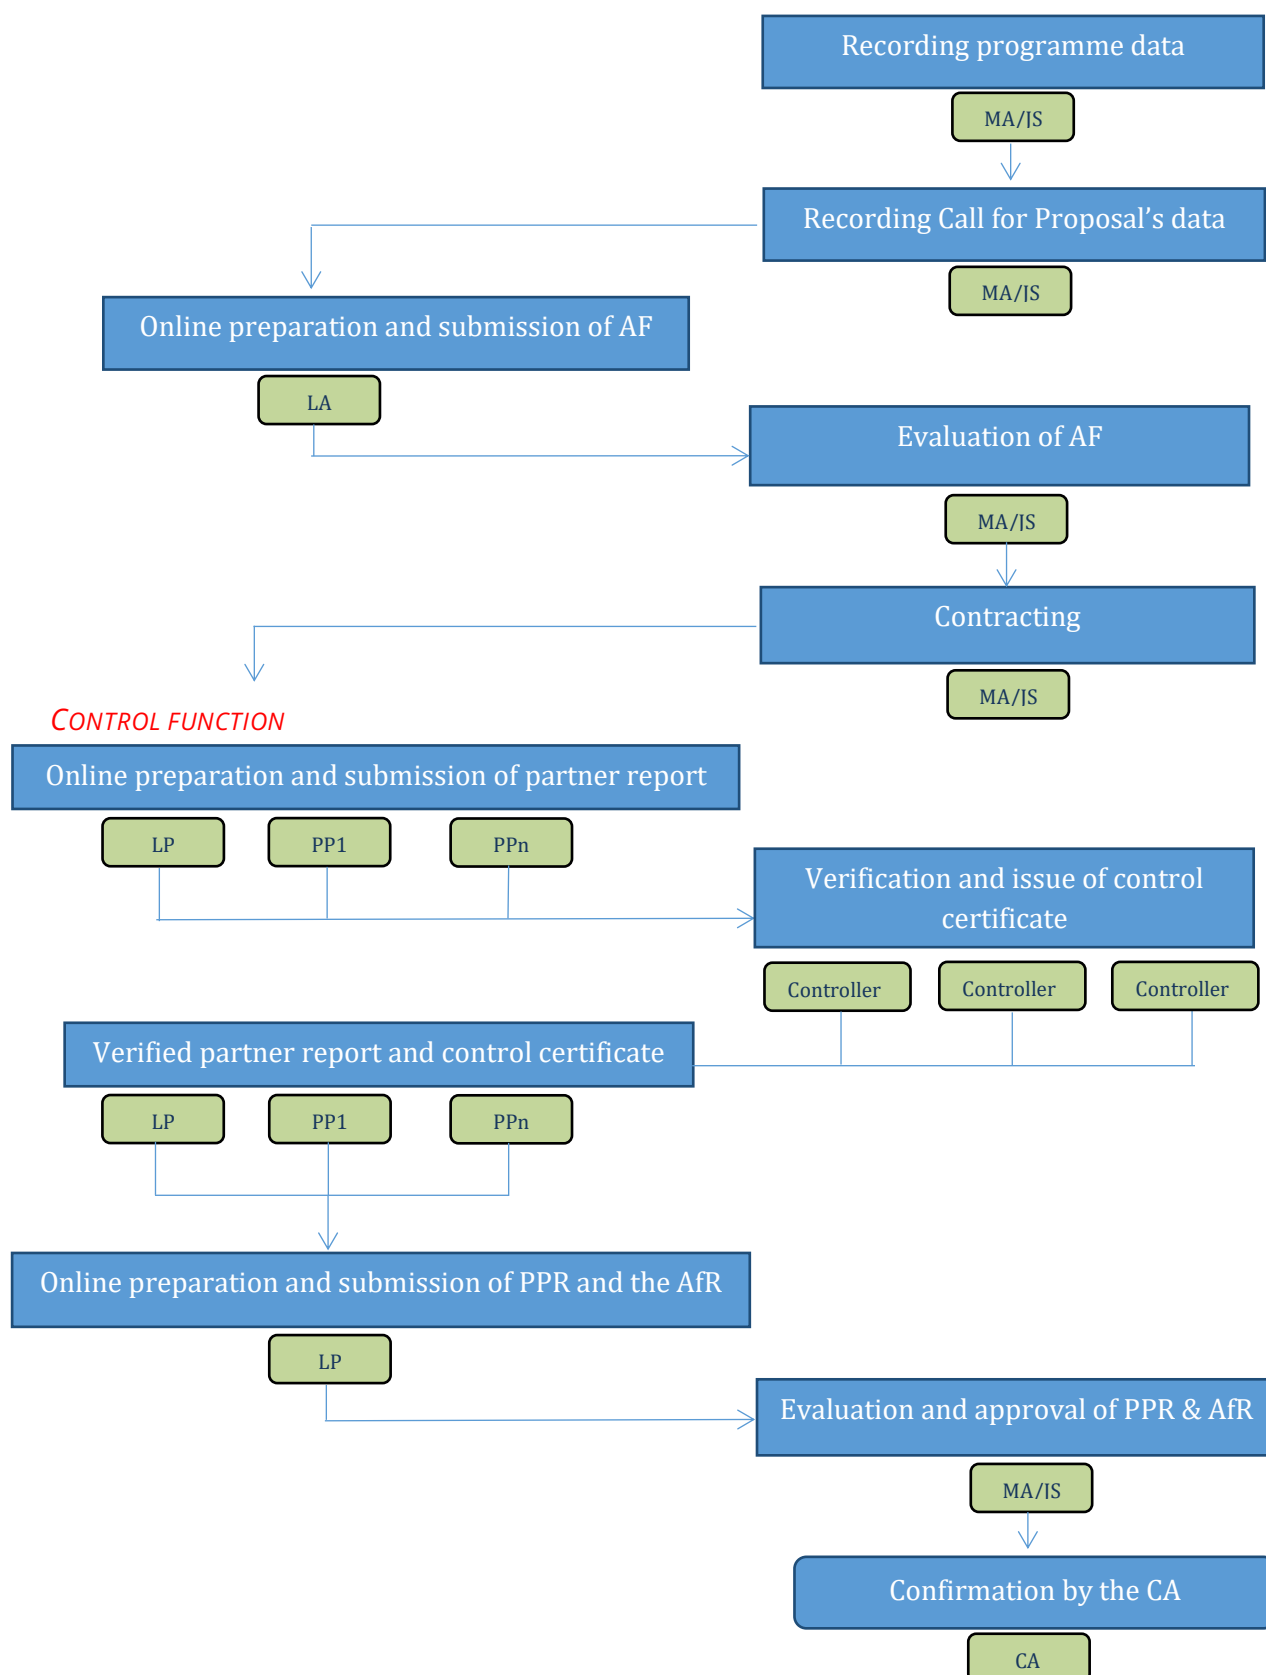 Recording programme data
MA/JS
Recording Call for Proposal’s data
MA/JS
Online preparation and submission of AF
LA
Evaluation of AF
MA/JS
Contracting
MA/JS
CONTROL FUNCTION
Online preparation and submission of partner report
LP PP1 PPn
Verification and issue of control
certificate
Controller Controller Controller
Verified partner report and control certificate
LP PP1 PPn
Online preparation and submission of PPR and the AfR
LP
Evaluation and approval of PPR & AfR
MA/JS
Confirmation by the CA
CA